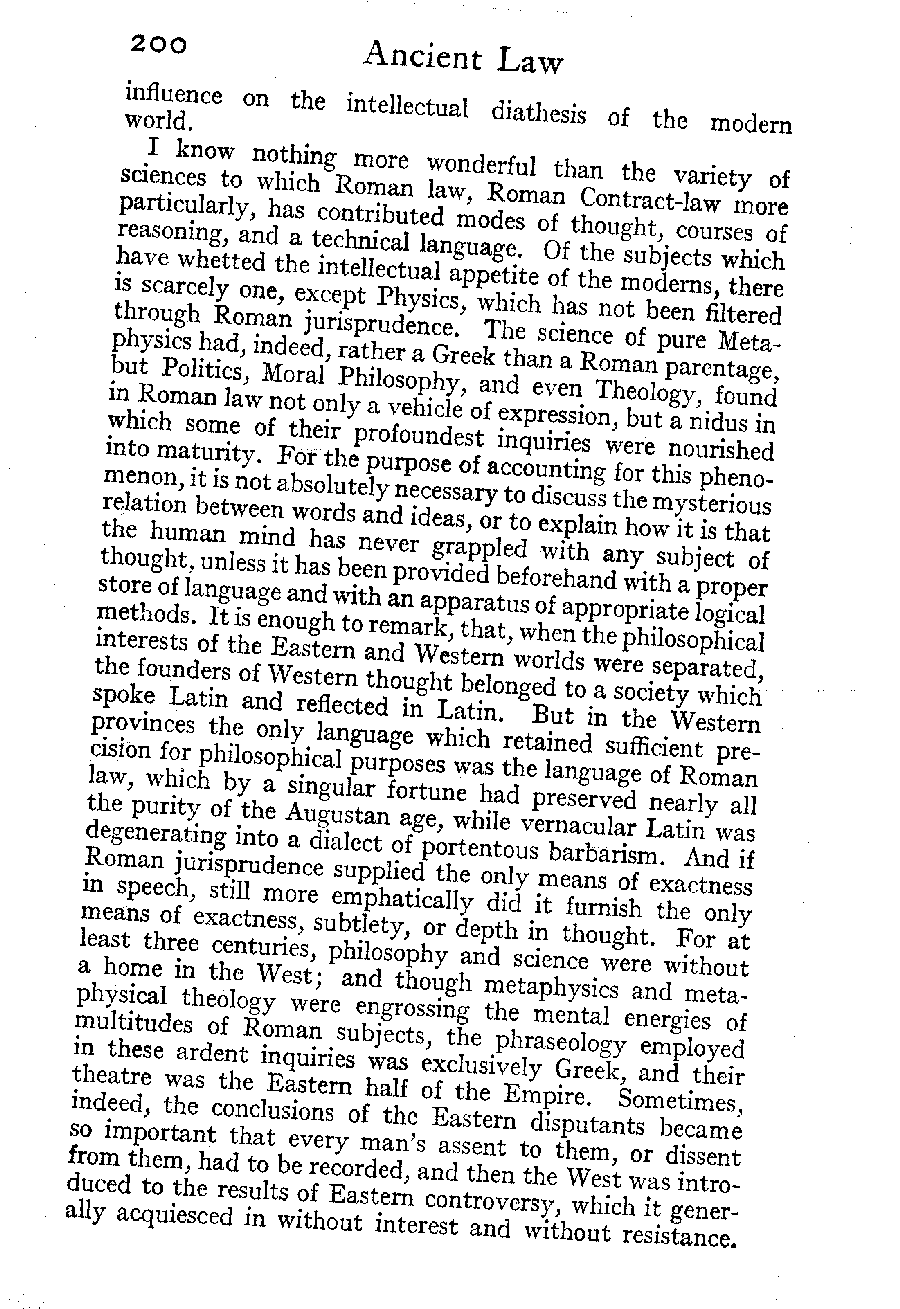 200 Ancient Law
influence on the intellectual diathesis of the modern
world.
I know nothing more wonderful than the variety of
sciences to which Roman law, Roman Contract-law more
particularly, has contributed modes of thought, courses of
reasoning, and a technical language. Of the subjects which
have whetted the intellectual appetite of the moderns, there
is scarcely one, except Physics, which has not been filtered
through Roman jurisprudence. The science of pure Meta-
physics had, indeed, rather a Greek than a Roman parentage,
but Politics, Moral Philosophy, and even Theology, found
in Roman law not only a vehicle of expression, but a nidus in
which some of their profoundest inquiries were nourished
into maturity. For the purpose of accounting for this pheno-
menon, it is not absolutely necessary to discuss the mysterious
relation between words and ideas, or to explain how it is that
the human mind has never grappled with any subject of
thought, unless it has been provided beforehand with a proper
store of language and with an apparatus of appropriate logical
methods. It is enough to remark, that, when the philosophical
interests of the Eastern and Western worlds were separated,
the founders of Western thought belonged to a society which
spoke Latin and reflected in Latin. But in the Western
provinces the only language which retained sufficient pre-
cision for philosophical purposes was the language of Roman
law, which by a singular fortune had preserved nearly all
the purity of the Augustan age, while vernacular Latin was
degenerating into a dialect of portentous barbarism. And if
Roman jurisprudence supplied the only means of exactness
in speech, still more emphatically did it furnish the only
means of exactness, subtlety, or depth in thought. For at
least three centuries, philosophy and science were without
a home in the West; and though metaphysics and meta-
physical theology were engrossing the mental energies of
multitudes of Roman subjects, the phraseology employed
in these ardent inquiries was exclusively Greek, and their
theatre was the Eastern half of the Empire. Sometimes,
indeed, the conclusions of the Eastern disputants became
so important that every man's assent to them, or dissent
from them, had to be recorded, and then the West was intro-
duced to the results of Eastern controversy, which it gener-
ally acquiesced in without interest and without resistance.